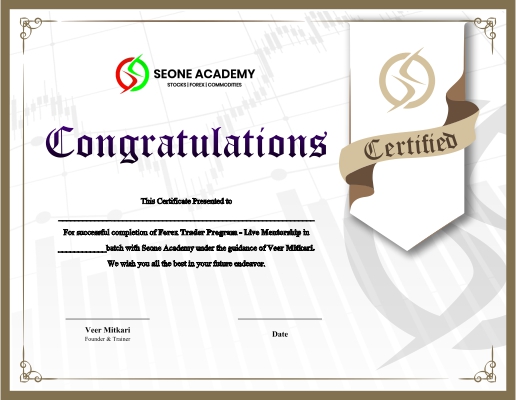 SEONE ACADEMY
STOCKS | FOREX | COMMODITIES
Congratulations
Certified
This Certificate Presented to
For successful completion of Forex Trader Program - Live Mentorship in
____________batch with Seone Academy under the guidance of Veer Mitkari.
We wish you all the best in your future endeavor.
Veer Mitkari
Founder & Trainer
Date